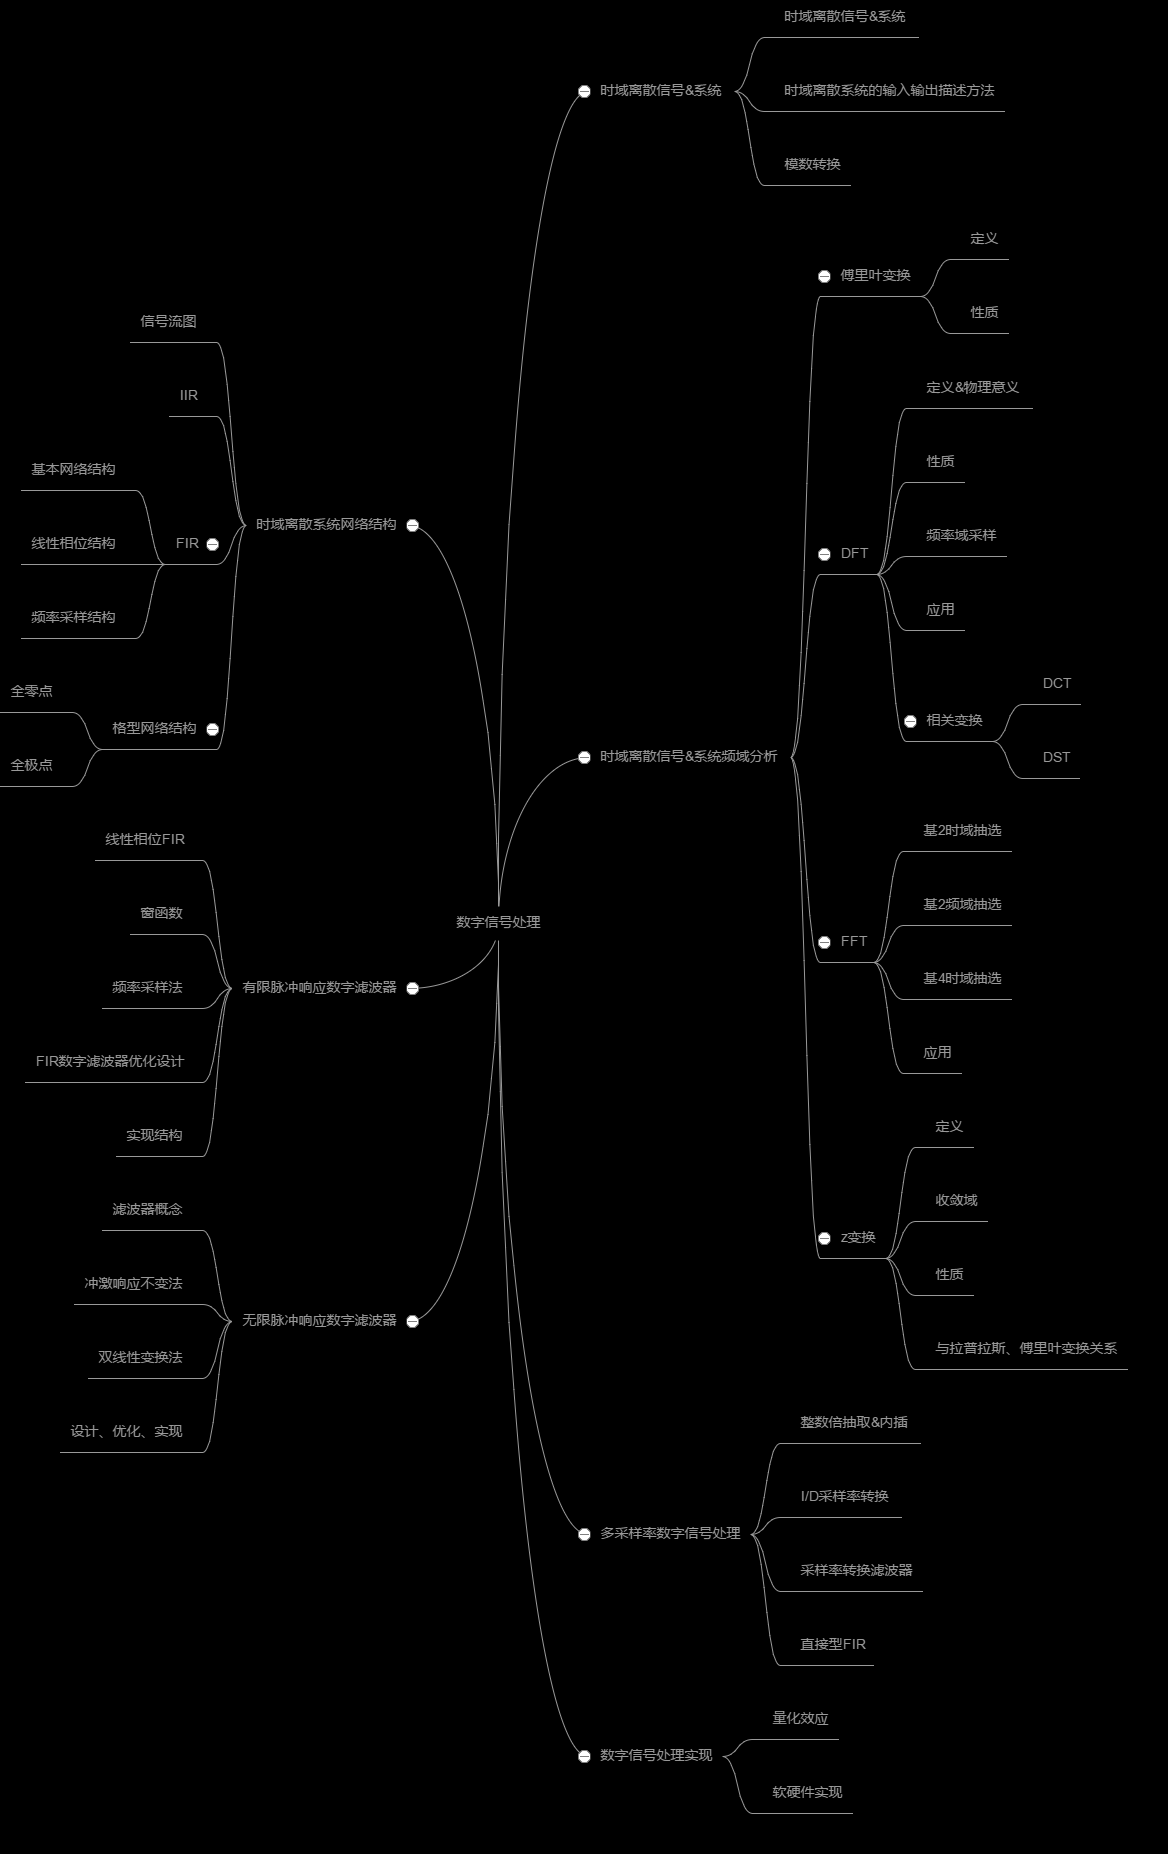 数字信号处理
时域离散信号&系统
时域离散信号&系统
时域离散系统的输入输出描述方法
模数转换
时域离散信号&系统频域分析
傅里叶变换
定义
性质
DFT
定义&物理意义
性质
频率域采样
应用
相关变换
DCT
DST
FFT
基2时域抽选
基2频域抽选
基4时域抽选
应用
z变换
定义
收敛域
性质
与拉普拉斯、傅里叶变换关系
多采样率数字信号处理
整数倍抽取&内插
I/D采样率转换
采样率转换滤波器
直接型FIR
数字信号处理实现
量化效应
软硬件实现
时域离散系统网络结构
信号流图
IIR
FIR
基本网络结构
线性相位结构
频率采样结构
格型网络结构
全零点
全极点
有限脉冲响应数字滤波器
线性相位FIR
窗函数
频率采样法
FIR数字滤波器优化设计
实现结构
无限脉冲响应数字滤波器
滤波器概念
冲激响应不变法
双线性变换法
设计、优化、实现